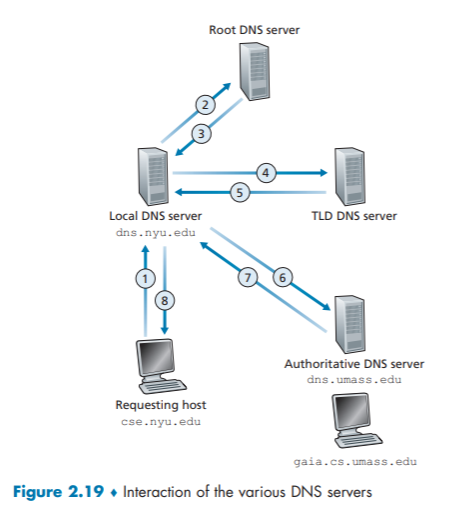 Root DNS server
2
3
4
5
Local DNS server
dns.nyu.edu
TLD DNS server
1
8
7
6
Authoritative DNS server
dns.umass.edu
Requesting host
cse.nyu.edu
gaia.cs.umass.edu
Figure 2.19 ♦ Interaction of the various DNS servers